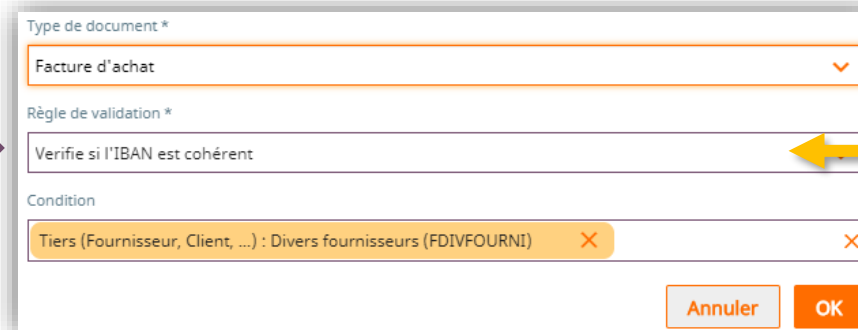 Type de document *
Facture d'achat
Règle de validation *
Verifie si l'IBAN est cohérent
Condition
Tiers (Fournisseur, Client, ...) : Divers fournisseurs (FDIVFOURNI)
Annuler OK